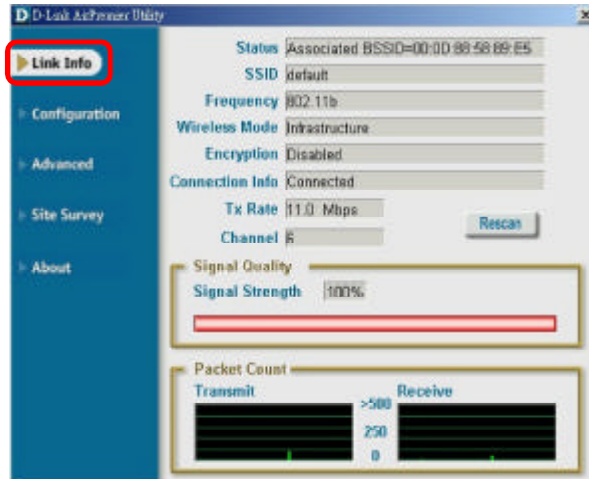 D-Link AirPremier Utility
Link Info
Configuration
Advanced
Site Survey
About
Status Associated BSSID=00:0D:88:58:89:E5
SSID default
Frequency 802.11b
Wireless Mode Infrastructure
Encryption Disabled
Connection Info Connected
Tx Rate 11.0 Mbps
Rescan
Channel 6
Signal Quality
Signal Strength 100%
Packet Count
Transmit
Receive
>500
250
0